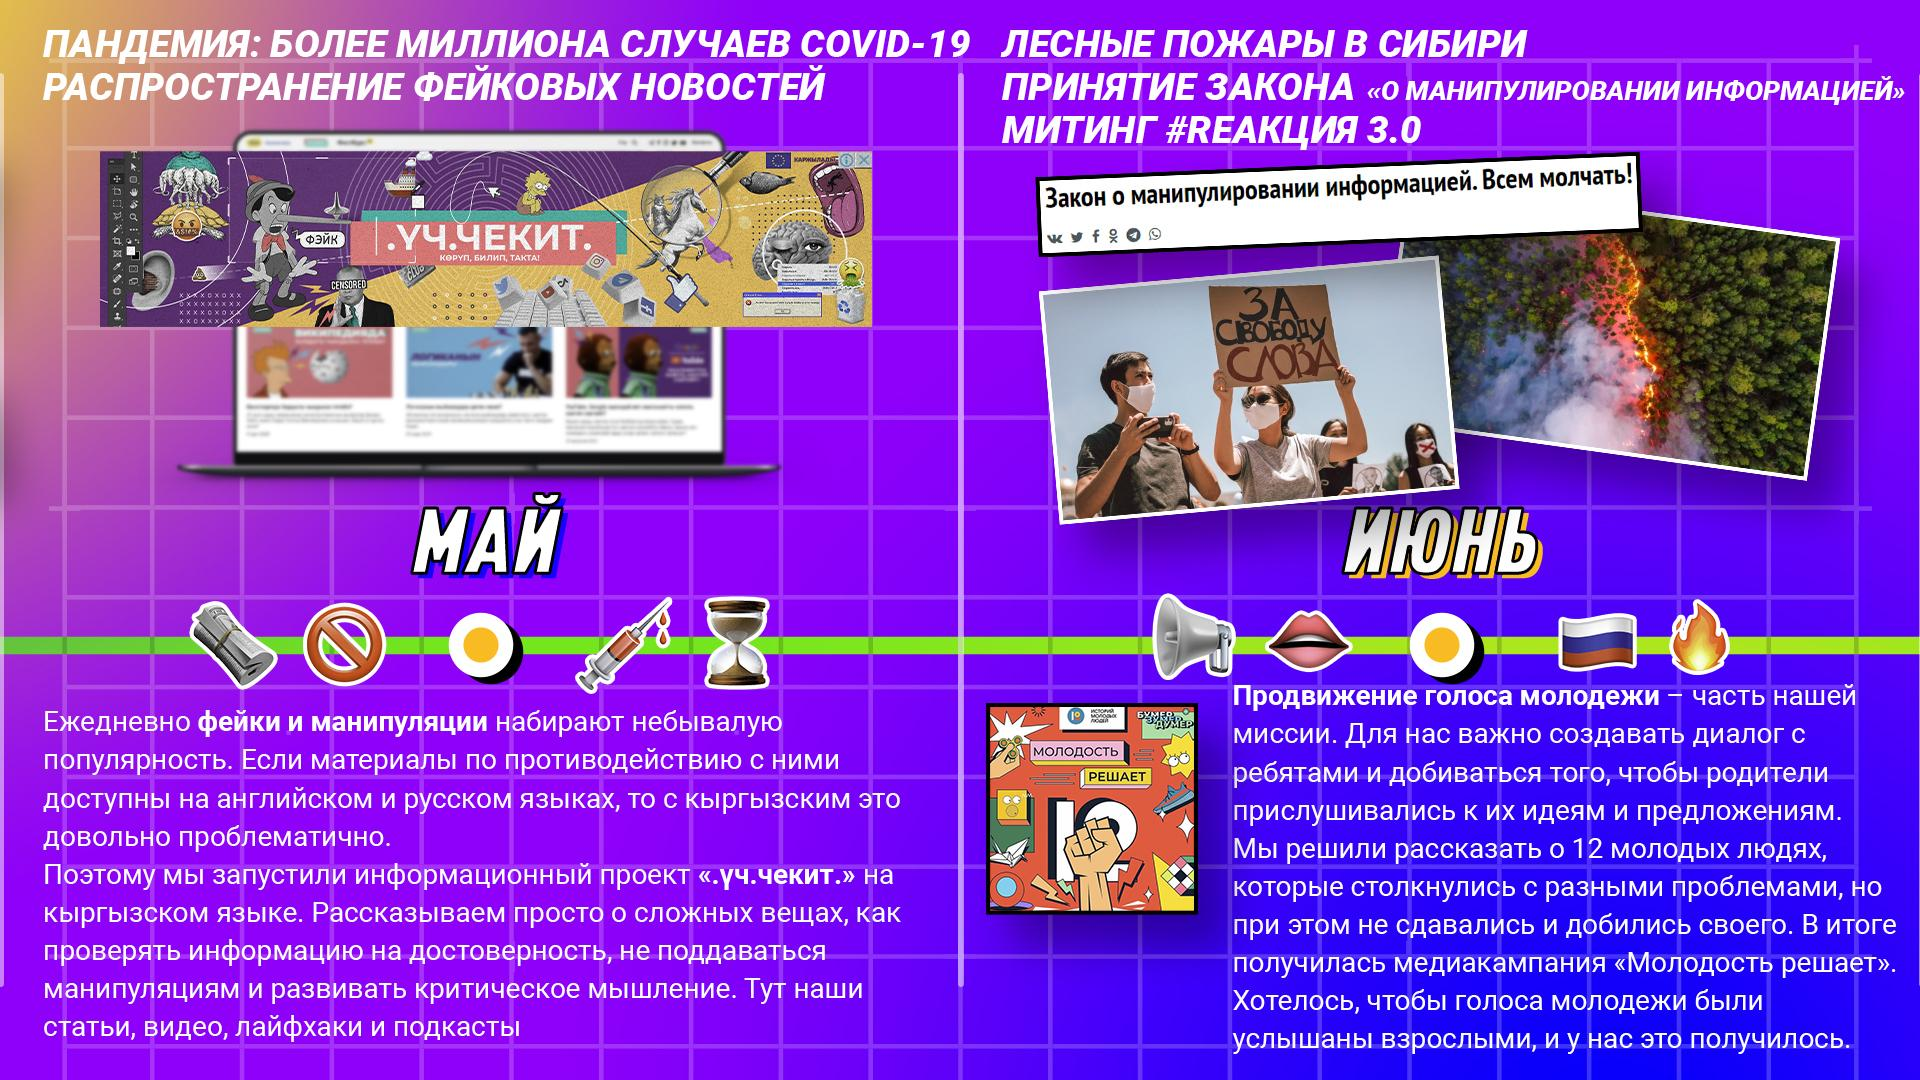 ПАНДЕМИЯ: БОЛЕЕ МИЛЛИОНА СЛУЧАЕВ COVID-19
РАСПРОСТРАНЕНИЕ ФЕЙКОВЫХ НОВОСТЕЙ
КАРЖЫЛАДЫ
ФЭЙК
.ҮЧ.ЧЕКИТ.
КӨРҮП, БИЛИП, ТАКТА!
CENSORED
МАЙ
Ежедневно фейки и манипуляции набирают небывалую
популярность. Если материалы по противодействию с ними
доступны на английском и русском языках, то с кыргызским это
довольно проблематично.
Поэтому мы запустили информационный проект «.үч.чекит.» на
кыргызском языке. Рассказываем просто о сложных вещах, как
проверять информацию на достоверность, не поддаваться
манипуляциям и развивать критическое мышление. Тут наши
статьи, видео, лайфхаки и подкасты
ЛЕСНЫЕ ПОЖАРЫ В СИБИРИ
ПРИНЯТИЕ ЗАКОНА «О МАНИПУЛИРОВАНИИ ИНФОРМАЦИЕЙ»
МИТИНГ #REАКЦИЯ 3.0
Закон о манипулировании информацией. Всем молчать!
ЗА
СВОБОДУ
СЛОВА
ИЮНЬ
ИСТОРИЙ
МОЛОДЫХ
ЛЮДЕЙ
БУМЕР
ЗУМЕР
ДУМЕР
МОЛОДОСТЬ
РЕШАЕТ
Продвижение голоса молодежи – часть нашей
миссии. Для нас важно создавать диалог с
ребятами и добиваться того, чтобы родители
прислушивались к их идеям и предложениям.
Мы решили рассказать о 12 молодых людях,
которые столкнулись с разными проблемами, но
при этом не сдавались и добились своего. В итоге
получилась медиакампания «Молодость решает».
Хотелось, чтобы голоса молодежи были
услышаны взрослыми, и у нас это получилось.